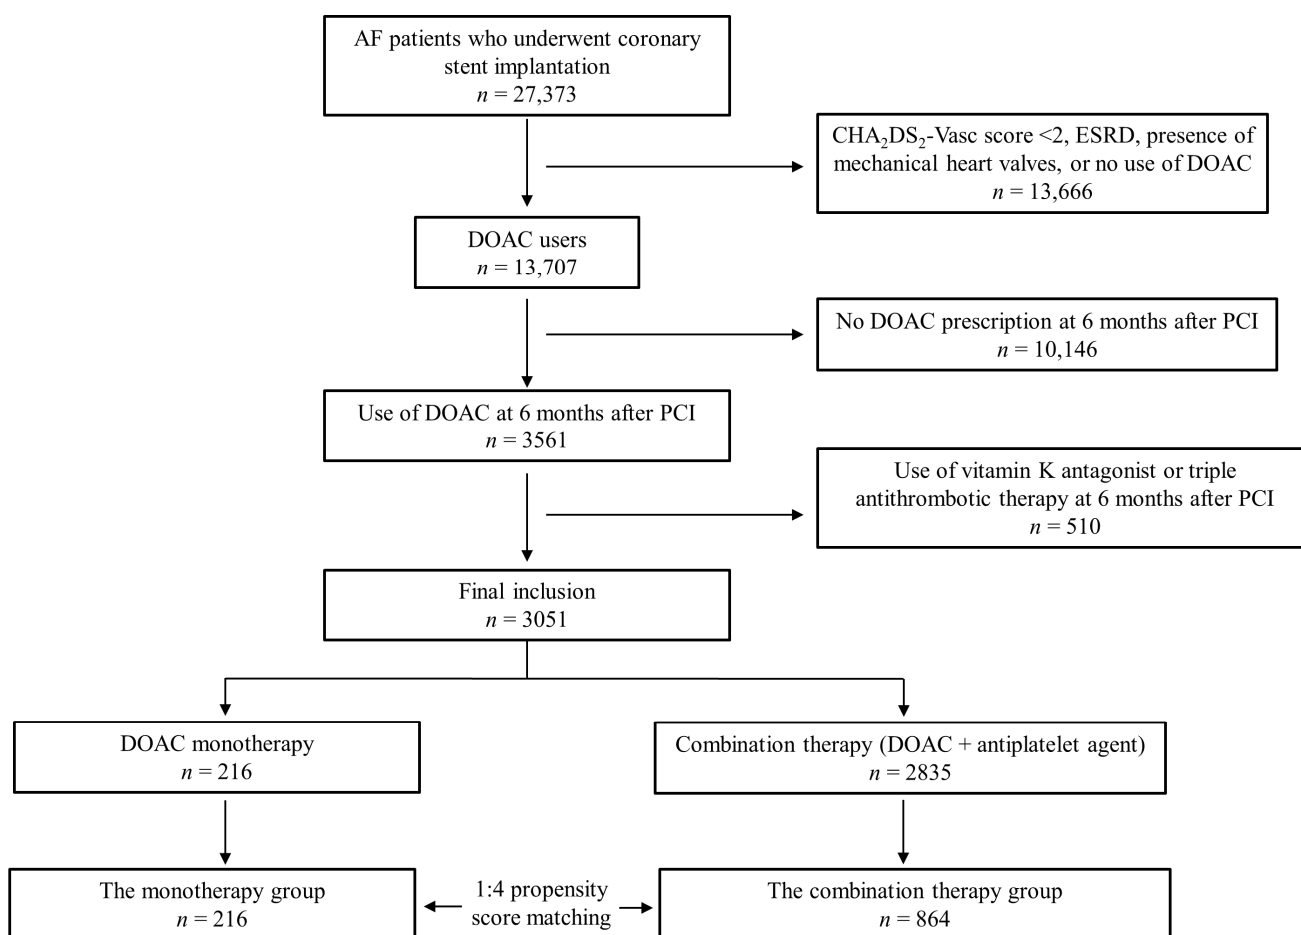 AF patients who underwent coronary
stent implantation
n = 27,373
CHA₂DS₂-Vasc score <2, ESRD, presence of
mechanical heart valves, or no use of DOAC
n = 13,666
DOAC users
n = 13,707
No DOAC prescription at 6 months after PCI
n = 10,146
Use of DOAC at 6 months after PCI
n = 3561
Use of vitamin K antagonist or triple
antithrombotic therapy at 6 months after PCI
n = 510
Final inclusion
n = 3051
DOAC monotherapy
n = 216
Combination therapy (DOAC + antiplatelet agent)
n = 2835
The monotherapy group
n = 216
1:4 propensity
score matching
The combination therapy group
n = 864